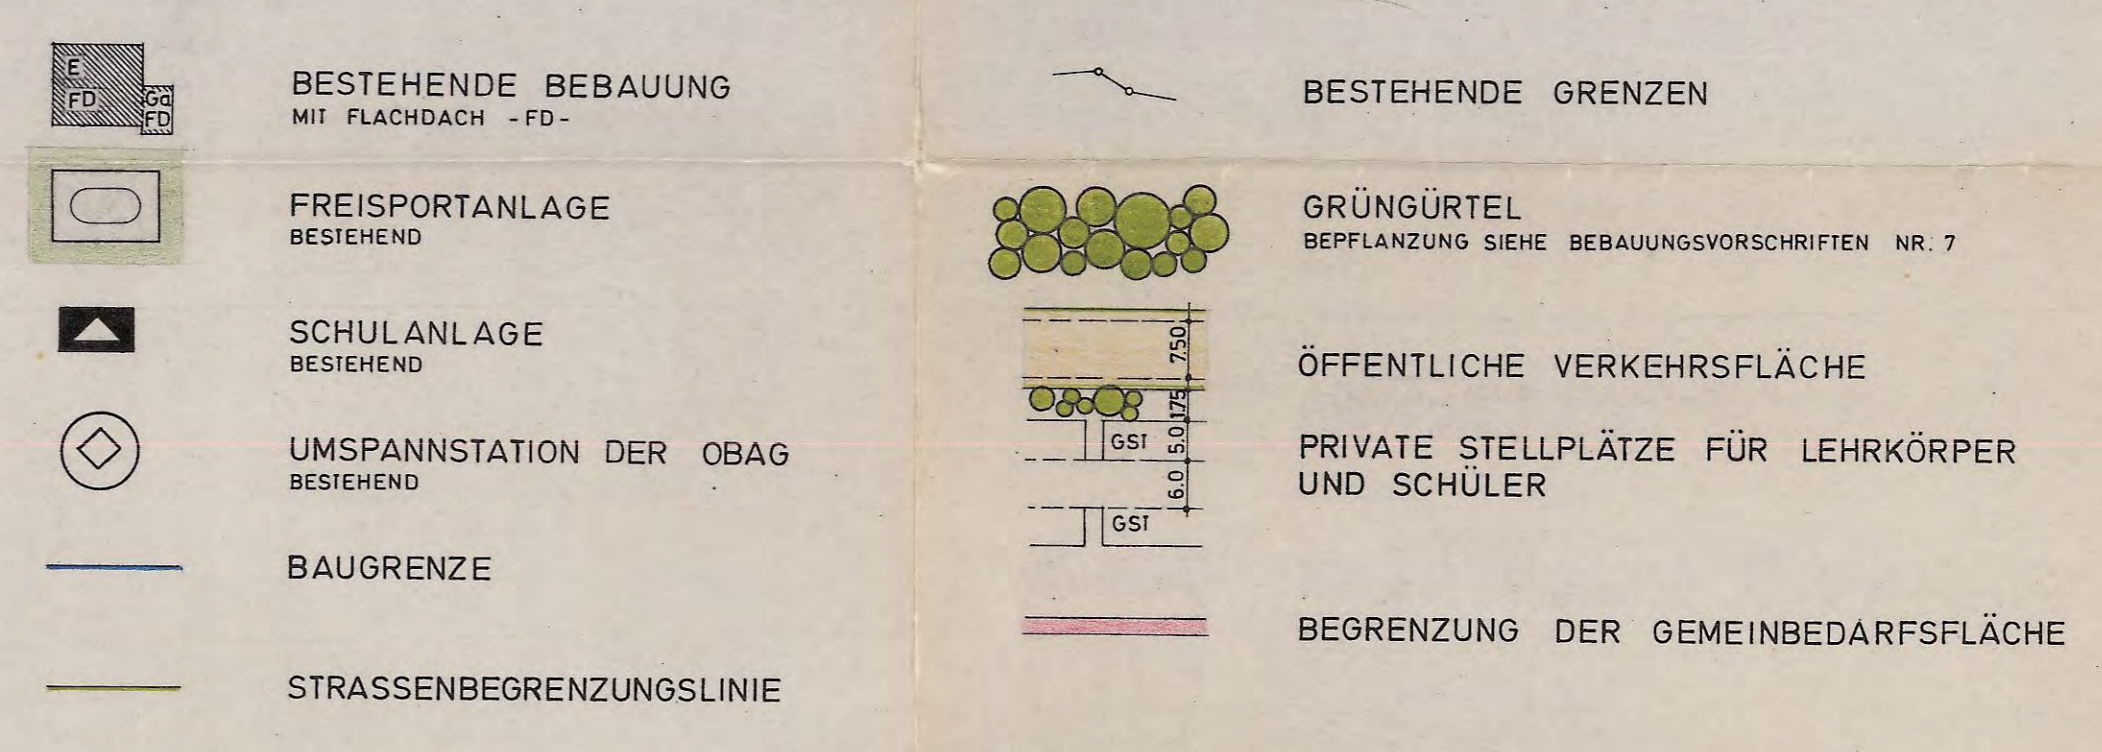 E
FD
Ga
FD
BESTEHENDE BEBAUUNG
MIT FLACHDACH -FD-
FREISPORTANLAGE
BESTEHEND
SCHULANLAGE
BESTEHEND
UMSPANNSTATION DER OBAG
BESTEHEND
BAUGRENZE
STRASSENBEGRENZUNGSLINIE
BESTEHENDE GRENZEN
GRÜNGÜRTEL
BEPFLANZUNG SIEHE BEBAUUNGSVORSCHRIFTEN NR. 7
7.50
1.75
5.0
6.0
GST
GST
ÖFFENTLICHE VERKEHRSFLÄCHE
PRIVATE STELLPLÄTZE FÜR LEHRKÖRPER
UND SCHÜLER
BEGRENZUNG DER GEMEINBEDARFSFLÄCHE